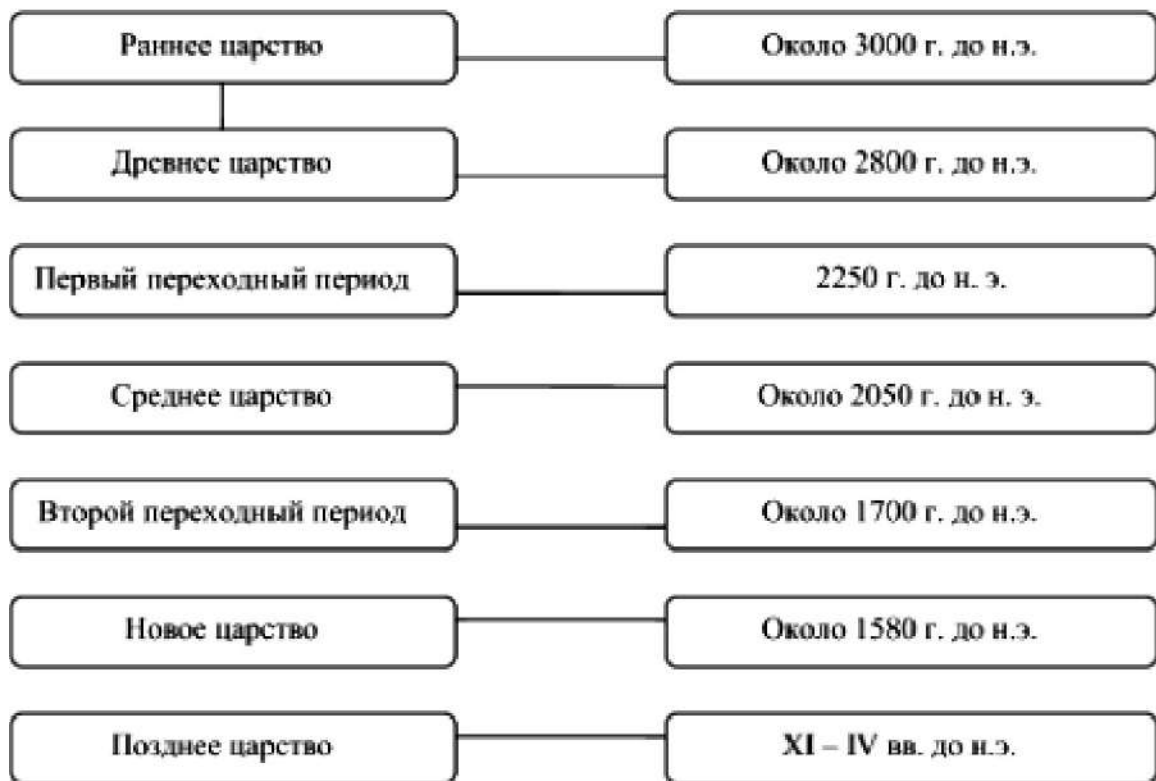 Раннее царство
Около 3000 г. до н.э.
Древнее царство
Около 2800 г. до н.э.
Первый переходный период
2250 г. до н. э.
Среднее царство
Около 2050 г. до н. э.
Второй переходный период
Около 1700 г. до н.э.
Новое царство
Около 1580 г. до н.э.
Позднее царство
XI – IV вв. до н.э.